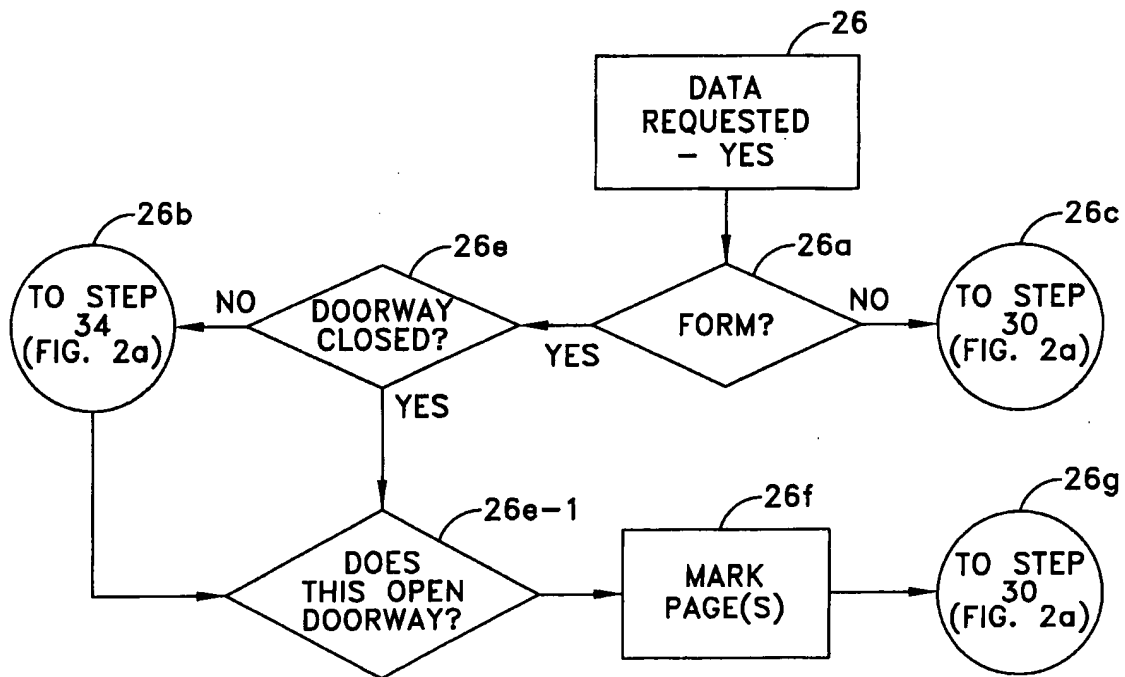 26
DATA
REQUESTED
- YES
26b
26e
26a
26c
TO STEP
34
(FIG. 2a)
NO
DOORWAY
CLOSED?
YES
FORM?
NO
TO STEP
30
(FIG. 2a)
YES
26e-1
26f
26g
DOES
THIS OPEN
DOORWAY?
MARK
PAGE(S)
TO STEP
30
(FIG. 2a)